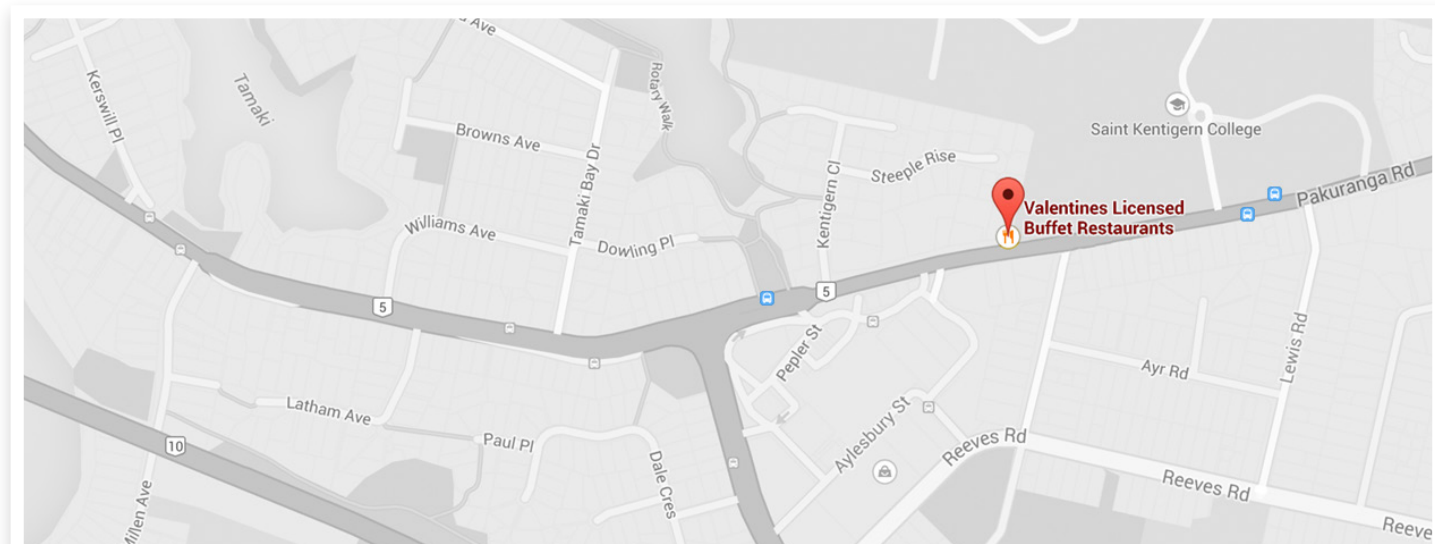 Ave
Kerswill Pl
Tamaki
Rotary Walk
Browns Ave
Tamaki Bay Dr
Saint Kentigern College
Steeple Rise
Kentigern Cl
Pakuranga Rd
Valentines Licensed
Buffet Restaurants
Williams Ave
Dowling Pl
5
5
Pepler St
Ayr Rd
Lewis Rd
Latham Ave
Aylesbury St
Paul Pl
10
Reeves Rd
Dale Cres
Reeves Rd
Ave
Reeve